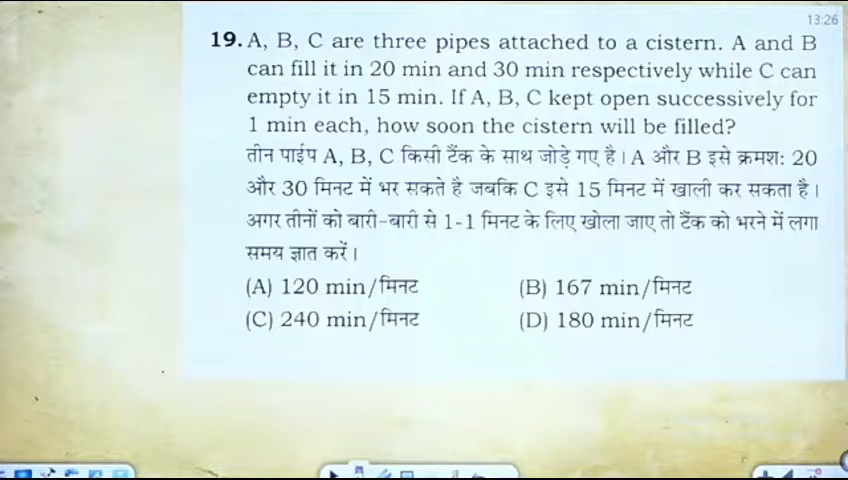 13:26
19. A, B, C are three pipes attached to a cistern. A and B
can fill it in 20 min and 30 min respectively while C can
empty it in 15 min. If A, B, C kept open successively for
1 min each, how soon the cistern will be filled?
तीन पाईप A, B, C किसी टैंक के साथ जोड़े गए है। A और B इसे क्रमशः 20
और 30 मिनट में भर सकते है जबकि C इसे 15 मिनट में खाली कर सकता है।
अगर तीनों को बारी-बारी से 1-1 मिनट के लिए खोला जाए तो टैंक को भरने में लगा
समय ज्ञात करें।
(A) 120 min/मिनट (B) 167 min/मिनट
(C) 240 min/मिनट (D) 180 min/मिनट